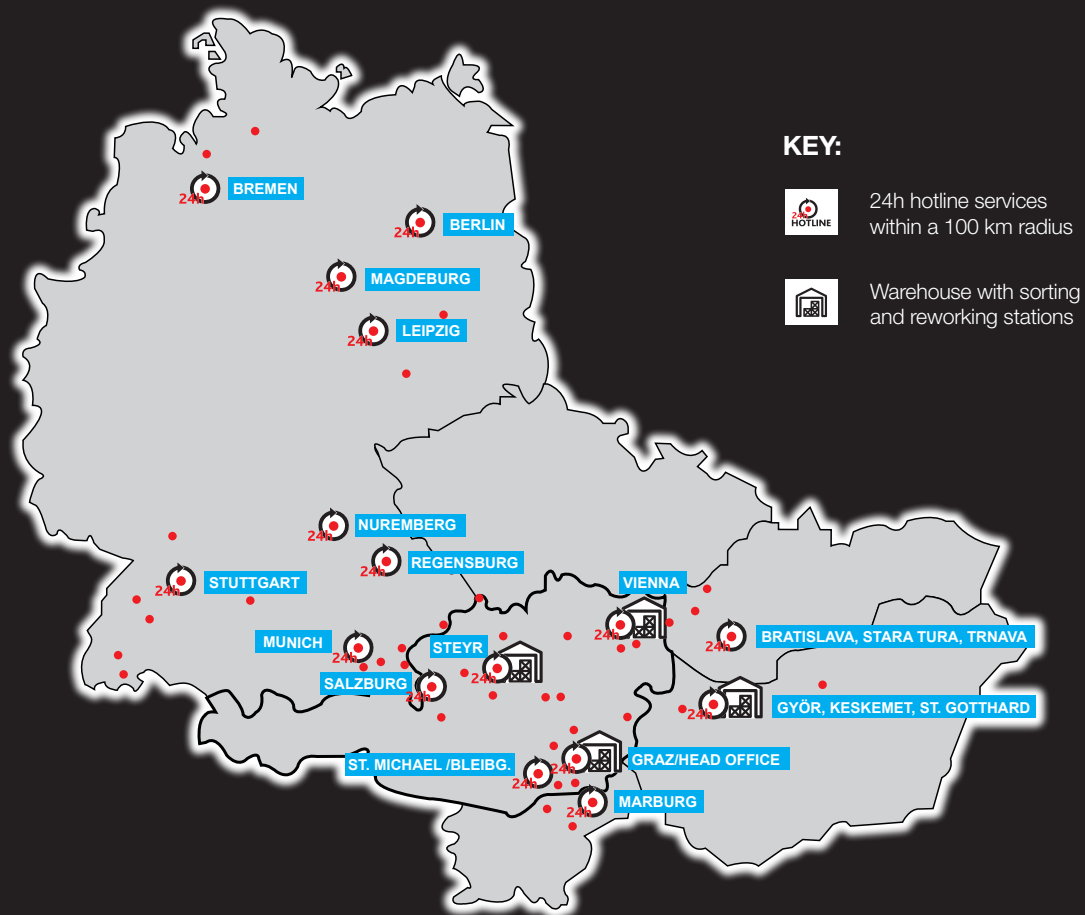 KEY:
24h
HOTLINE
24h hotline services
within a 100 km radius
Warehouse with sorting
and reworking stations
24h
BREMEN
24h
BERLIN
24h
MAGDEBURG
24h
LEIPZIG
24h
NUREMBERG
24h
REGENSBURG
24h
STUTTGART
24h
VIENNA
24h
BRATISLAVA, STARA TURA, TRNAVA
MUNICH
24h
STEYR
24h
SALZBURG
24h
24h
GYÖR, KESKEMET, ST. GOTTHARD
ST. MICHAEL /BLEIBG.
24h
24h
GRAZ/HEAD OFFICE
24h
MARBURG